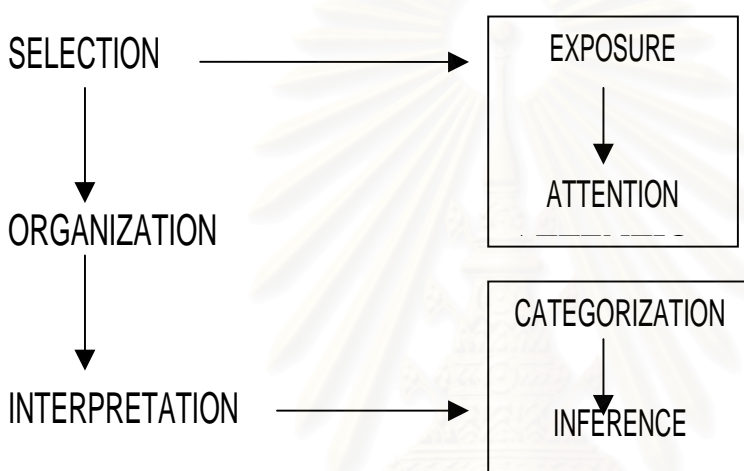 SELECTION
EXPOSURE
ATTENTION
ORGANIZATION
CATEGORIZATION
INTERPRETATION
INFERENCE